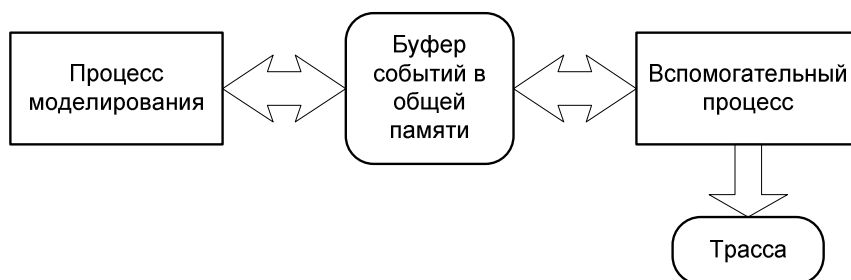 Процесс
моделирования
Буфер
событий в
общей
памяти
Вспомогательный
процесс
Трасса